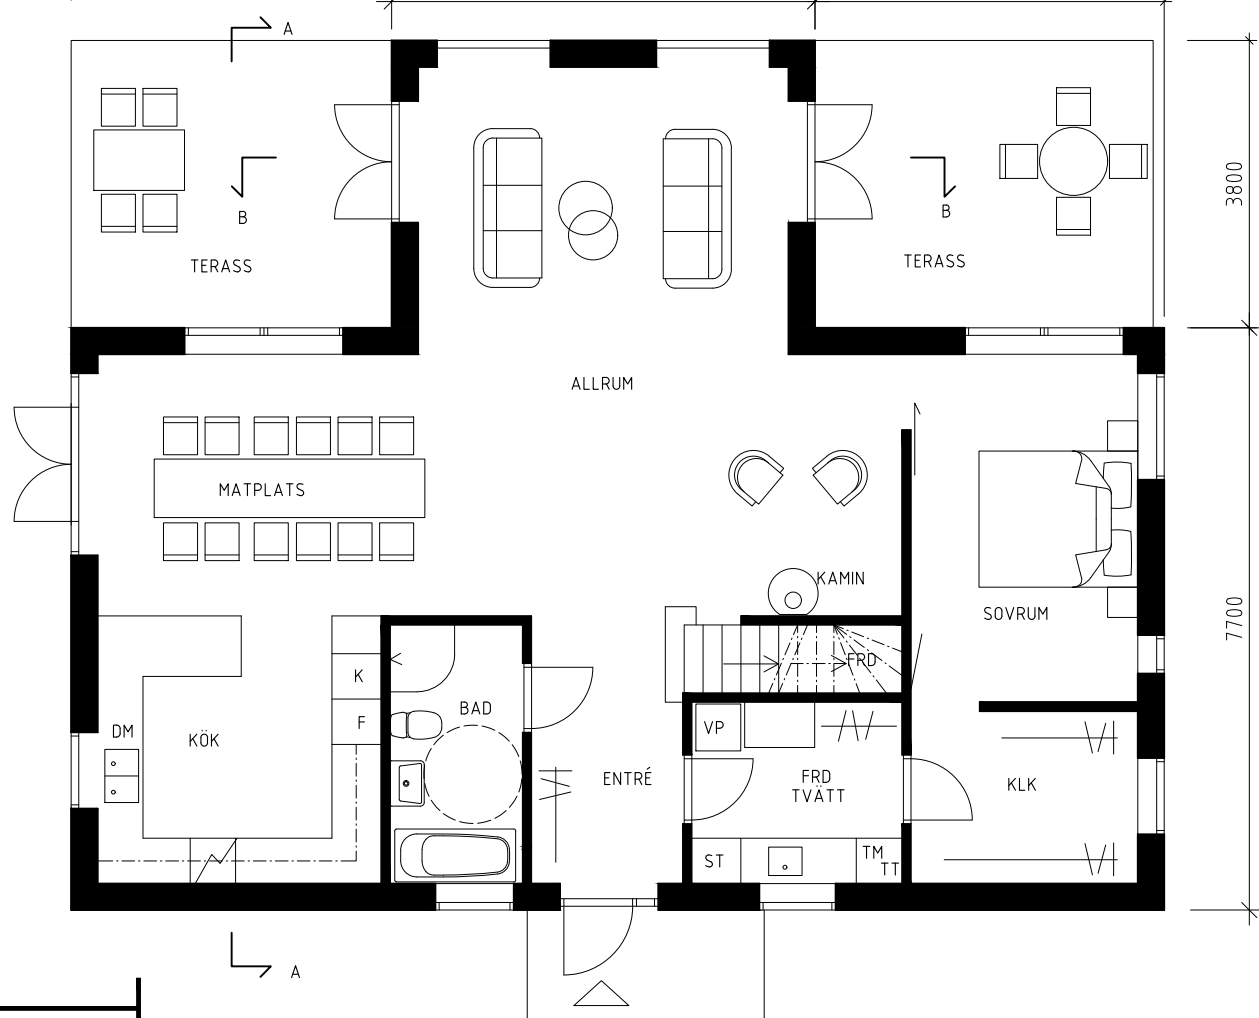 A
3800
B
B
TERASS
TERASS
ALLRUM
MATPLATS
KAMIN
SOVRUM
7700
FRD
K
BAD
F
VP
DM
KÖK
ENTRÉ
FRD
TVÄTT
KLK
ST
TM
TT
A